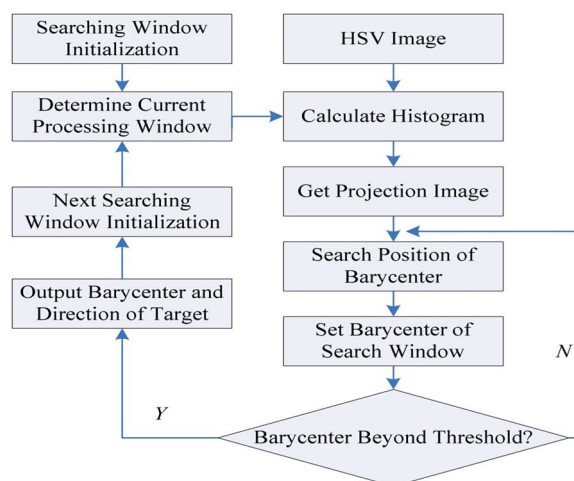 Searching Window
Initialization
HSV Image
Determine Current
Processing Window
Calculate Histogram
Get Projection Image
Next Searching
Window Initialization
Search Position of
Barycenter
Output Barycenter and
Direction of Target
Set Barycenter of
Search Window
N
Y
Barycenter Beyond Threshold?